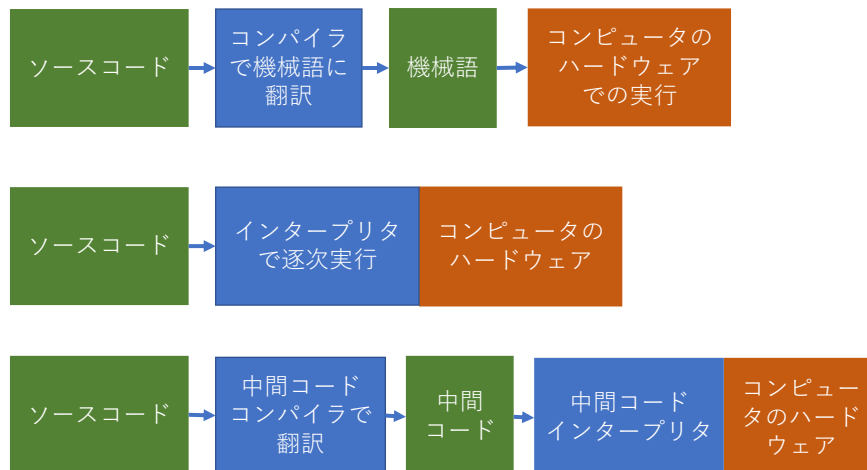 ソースコード
コンパイラ
で機械語に
翻訳
機械語
コンピュータの
ハードウェア
での実行
ソースコード
インタープリタ
で逐次実行
コンピュータの
ハードウェア
ソースコード
中間コード
コンパイラで
翻訳
中間
コード
中間コード
インタープリタ
コンピュー
タのハード
ウェア